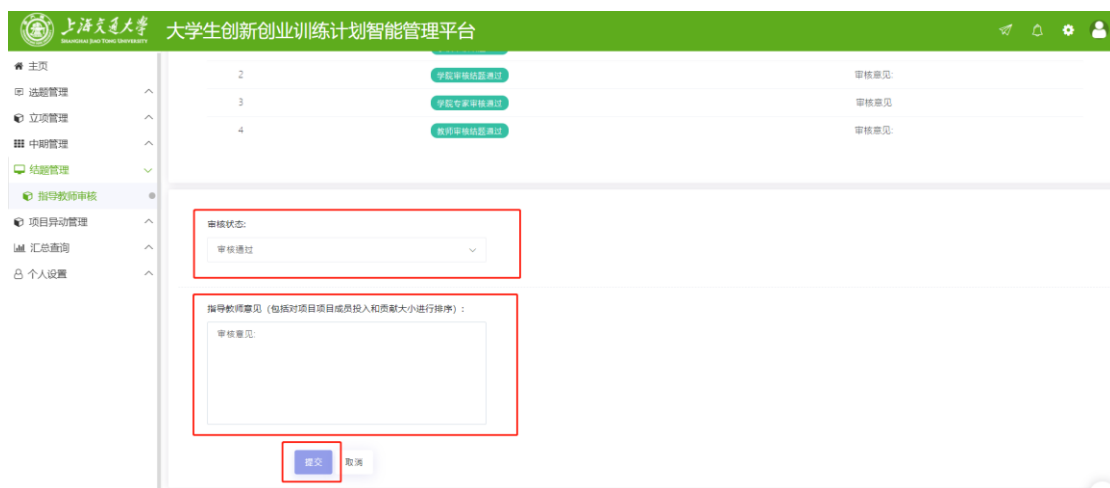 上海交通大学
SHANGHAI JIAO TONG UNIVERSITY
大学生创新创业训练计划智能管理平台
主页
选题管理
立项管理
中期管理
结题管理
指导教师审核
项目异动管理
汇总查询
个人设置
2 学院审核结题通过 审核意见:
3 学院专家审核通过 审核意见
4 教师审核结题通过 审核意见:
审核状态:
审核通过
指导教师意见（包括对项目项目成员投入和贡献大小进行排序）:
审核意见:
提交 取消